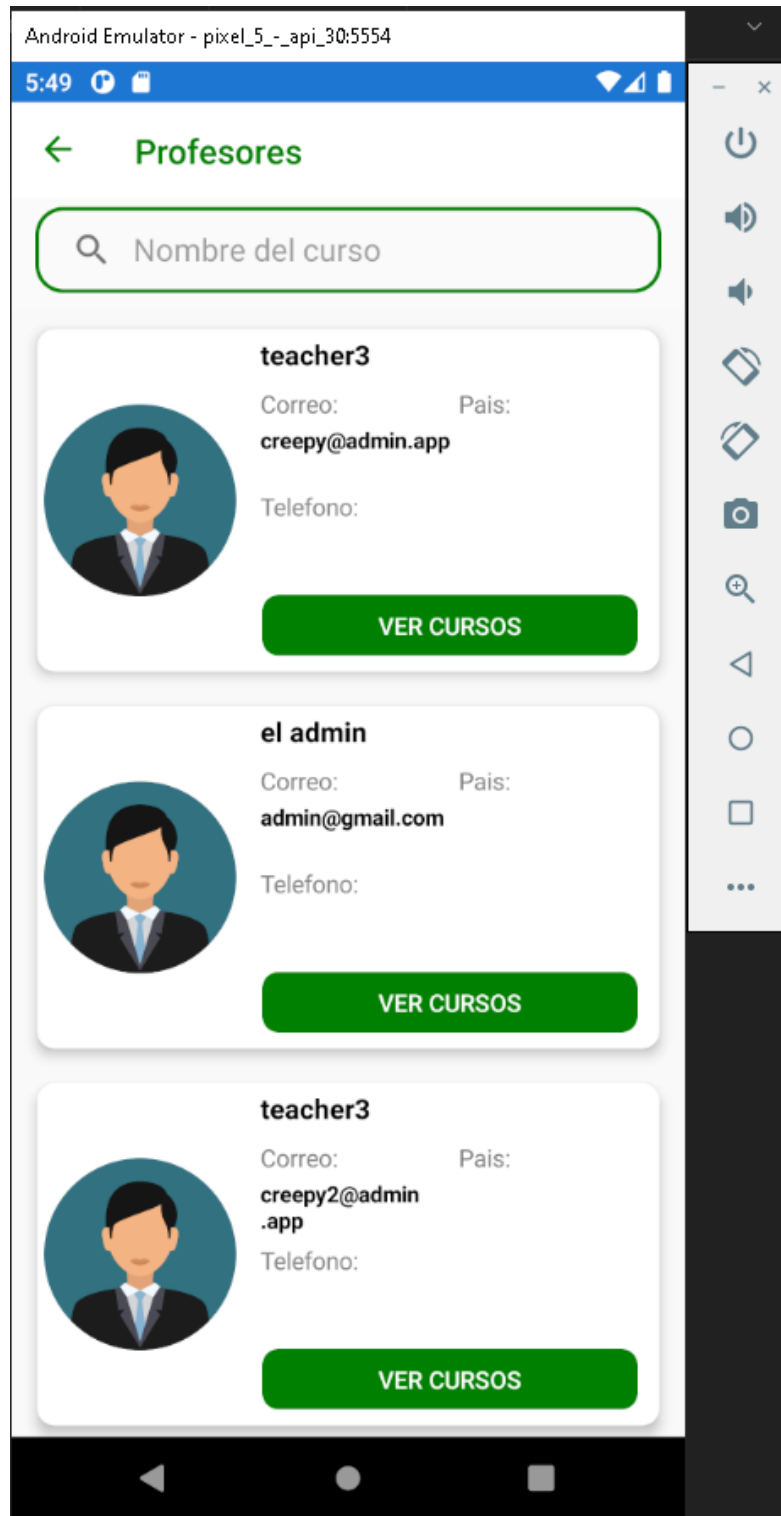 Android Emulator - pixel_5_-_api_30:5554
5:49
Profesores
Nombre del curso
teacher3
Correo: Pais:
creepy@admin.app
Telefono:
VER CURSOS
el admin
Correo: Pais:
admin@gmail.com
Telefono:
VER CURSOS
teacher3
Correo: Pais:
creepy2@admin
.app
Telefono:
VER CURSOS